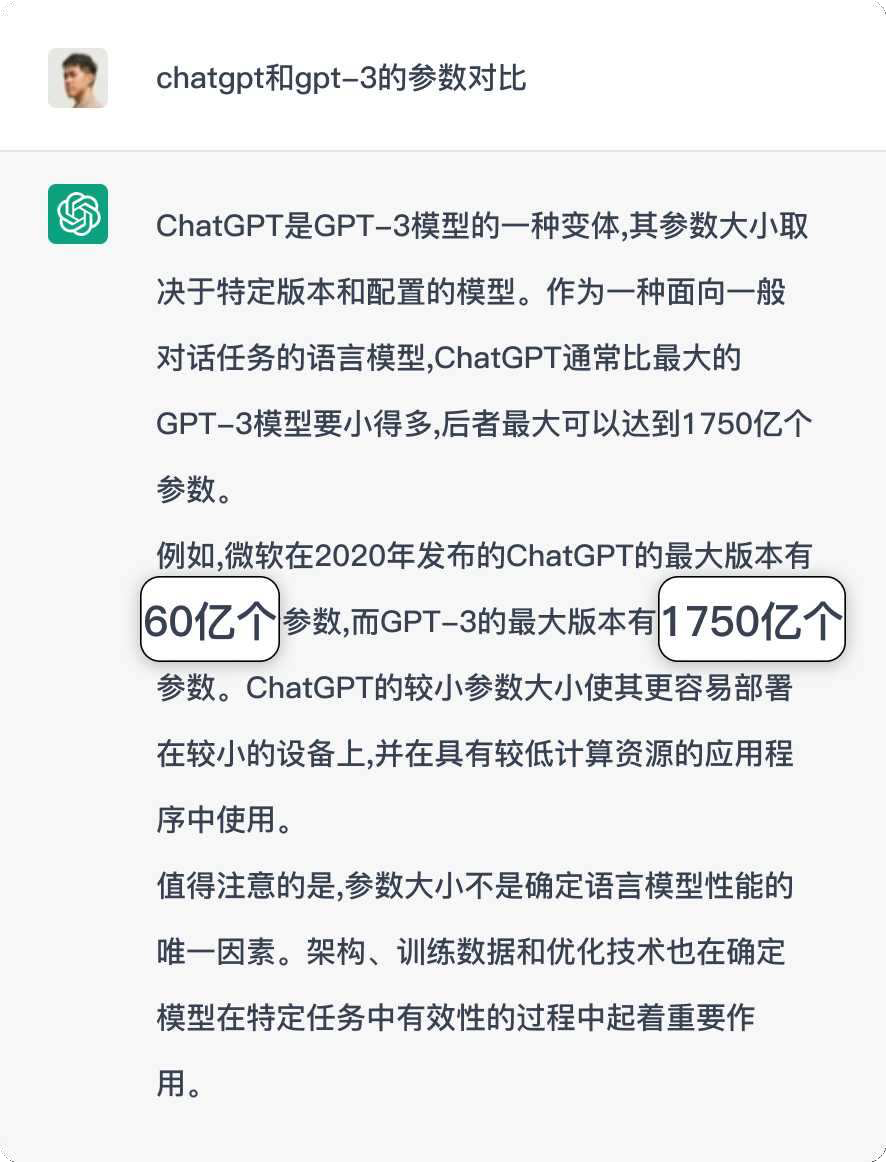 chatgpt和gpt-3的参数对比
ChatGPT是GPT-3模型的一种变体,其参数大小取
决于特定版本和配置的模型。作为一种面向一般
对话任务的语言模型,ChatGPT通常比最大的
GPT-3模型要小得多,后者最大可以达到1750亿个
参数。
例如,微软在2020年发布的ChatGPT的最大版本有
60亿个参数,而GPT-3的最大版本有1750亿个
参数。ChatGPT的较小参数大小使其更容易部署
在较小的设备上,并在具有较低计算资源的应用程
序中使用。
值得注意的是,参数大小不是确定语言模型性能的
唯一因素。架构、训练数据和优化技术也在确定
模型在特定任务中有效性的过程中起着重要作
用。